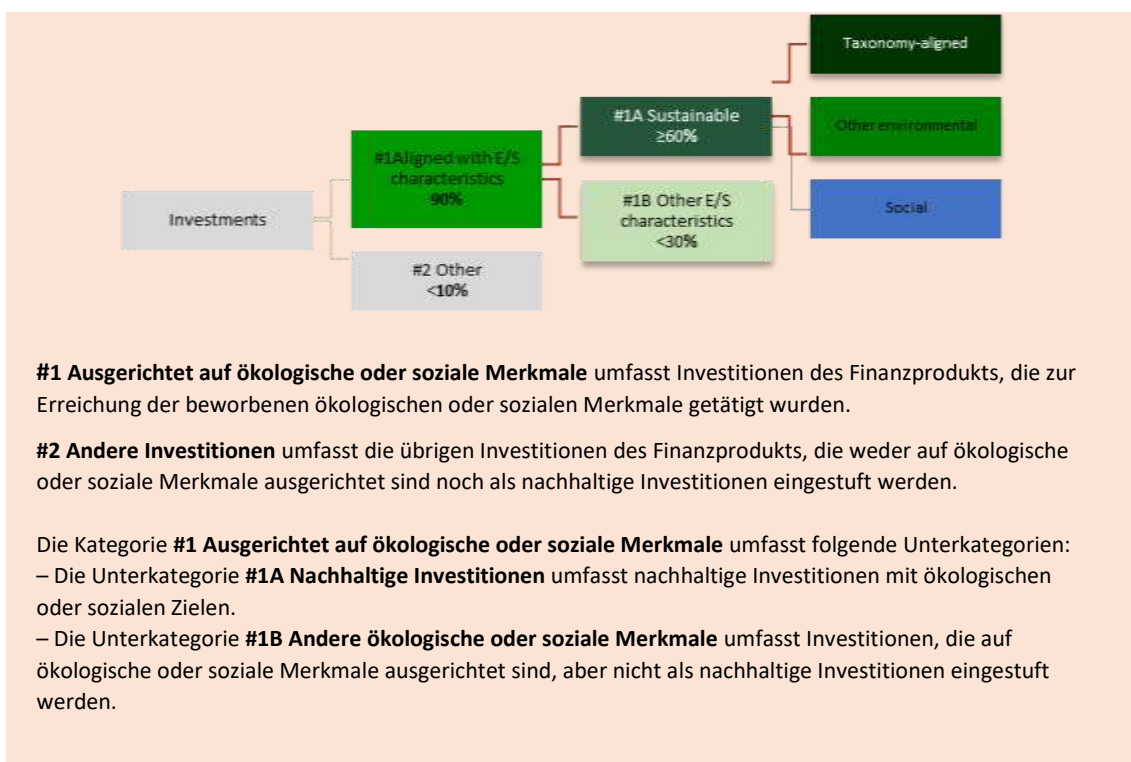 Taxonomy-aligned
#1A Sustainable
≥60%
Other environmental
#1Aligned with E/S
characteristics
90%
#1B Other E/S
characteristics
<30%
Social
Investments
#2 Other
<10%
#1 Ausgerichtet auf ökologische oder soziale Merkmale umfasst Investitionen des Finanzprodukts, die zur
Erreichung der beworbenen ökologischen oder sozialen Merkmale getätigt wurden.
#2 Andere Investitionen umfasst die übrigen Investitionen des Finanzprodukts, die weder auf ökologische
oder soziale Merkmale ausgerichtet sind noch als nachhaltige Investitionen eingestuft werden.
Die Kategorie #1 Ausgerichtet auf ökologische oder soziale Merkmale umfasst folgende Unterkategorien:
– Die Unterkategorie #1A Nachhaltige Investitionen umfasst nachhaltige Investitionen mit ökologischen
oder sozialen Zielen.
– Die Unterkategorie #1B Andere ökologische oder soziale Merkmale umfasst Investitionen, die auf
ökologische oder soziale Merkmale ausgerichtet sind, aber nicht als nachhaltige Investitionen eingestuft
werden.